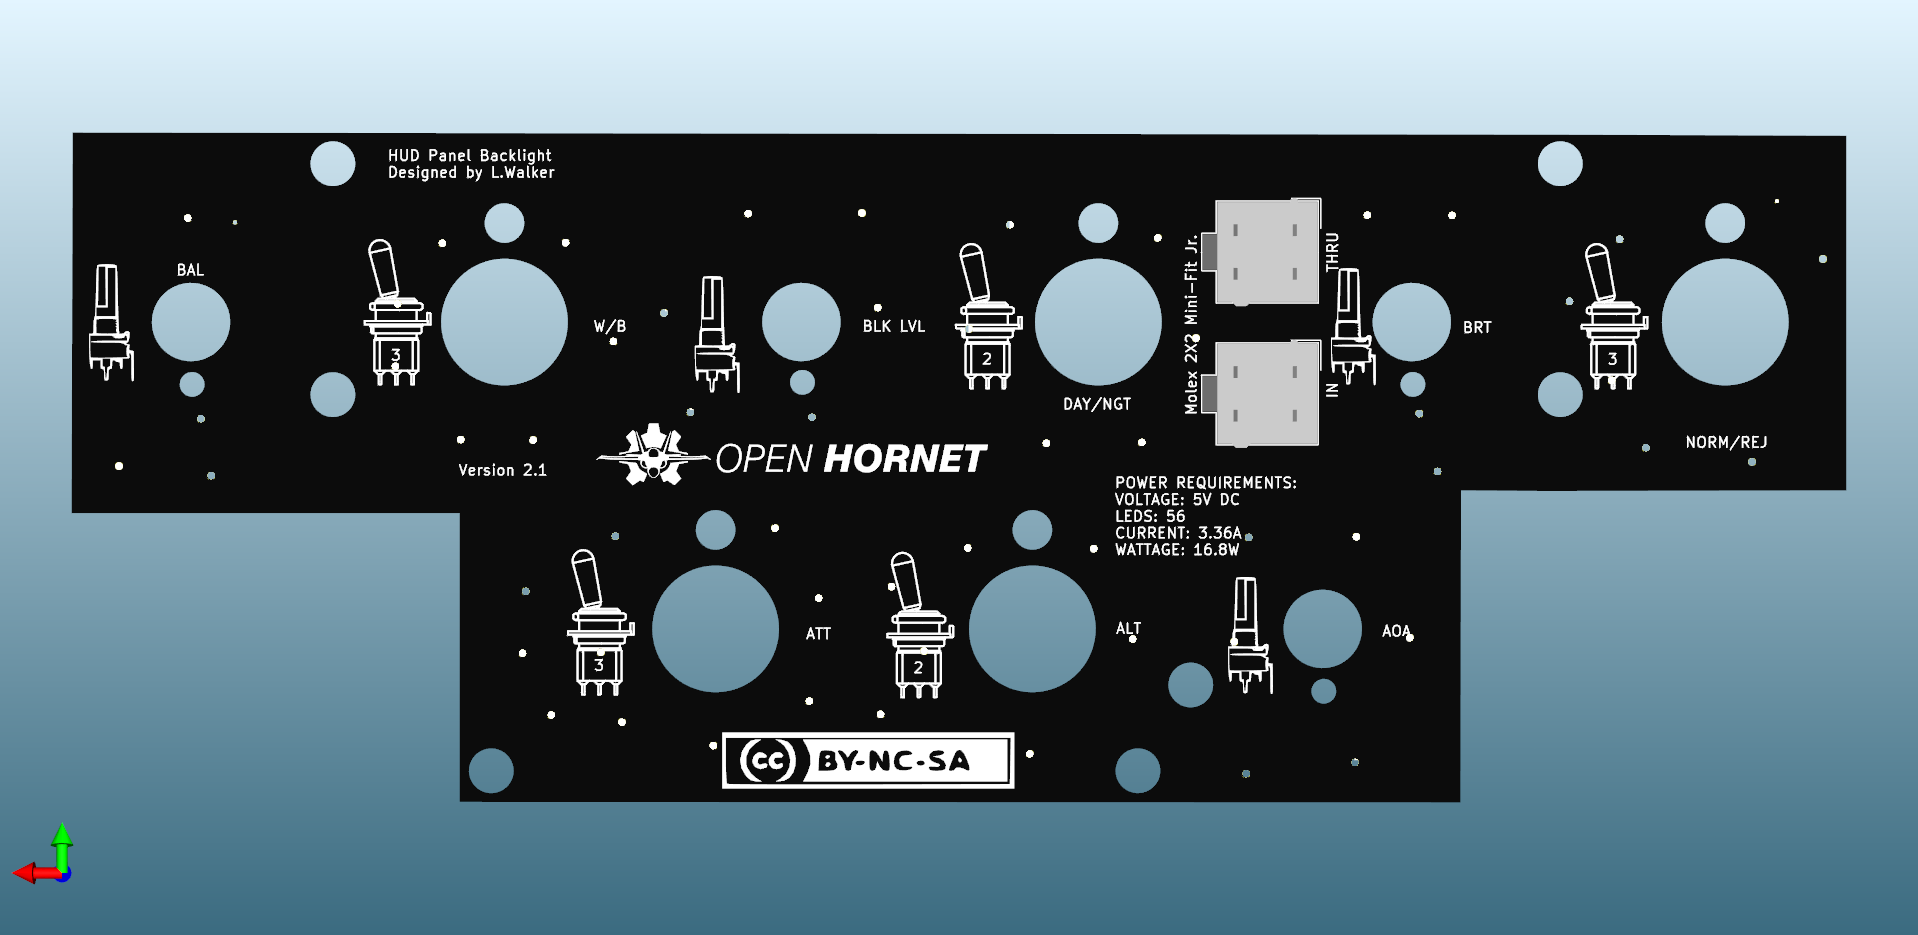 HUD Panel Backlight
Designed by L.Walker
BAL
3
W/B
BLK LVL
2
DAY/NGT
Molex 2X2 Mini-Fit Jr.
THRU
IN
BRT
3
NORM/REJ
Version 2.1
OPEN HORNET
POWER REQUIREMENTS:
VOLTAGE: 5V DC
LEDS: 56
CURRENT: 3.36A
WATTAGE: 16.8W
3
ATT
2
ALT
AOA
cc BY-NC-SA